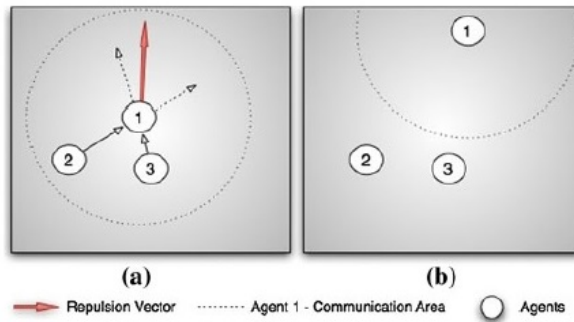 1
2
3
1
2
3
(a)
(b)
Repulsion Vector
Agent 1 - Communication Area
Agents